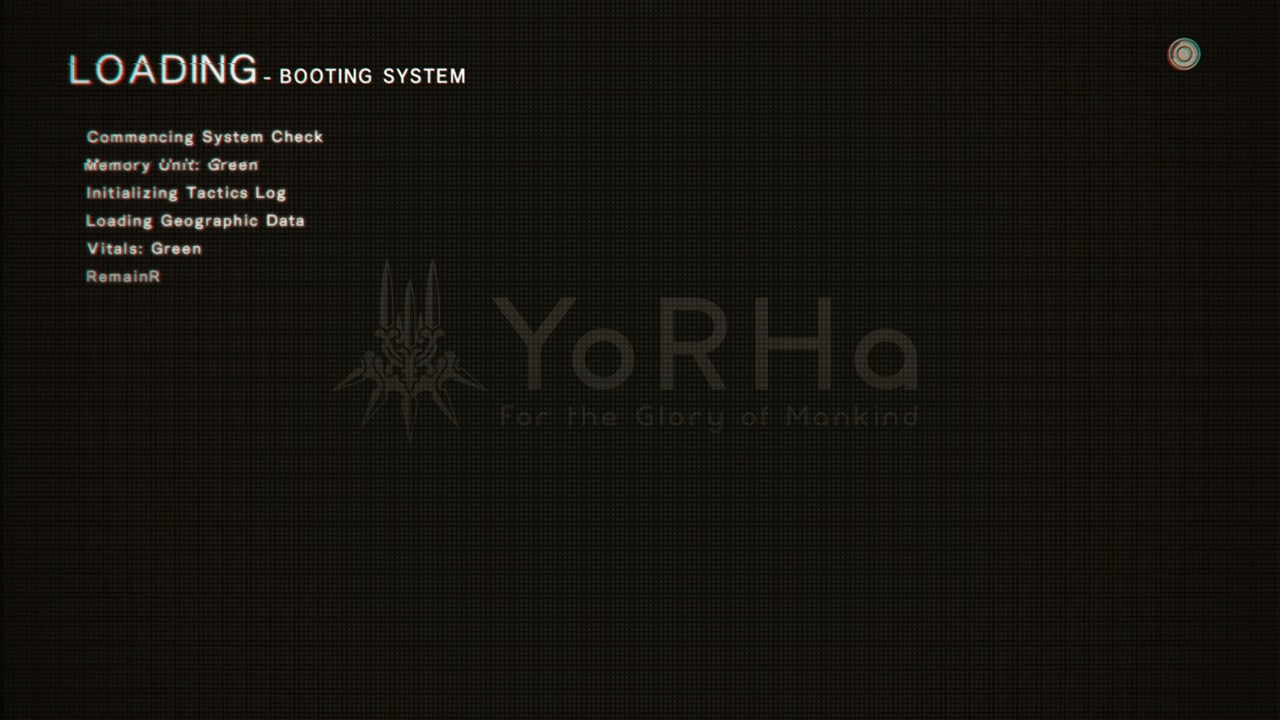 LOADING - BOOTING SYSTEM
Commencing System Check
Memory Unit: Green
Initializing Tactics Log
Loading Geographic Data
Vitals: Green
RemainR
YoRHa
For the Glory of Mankind